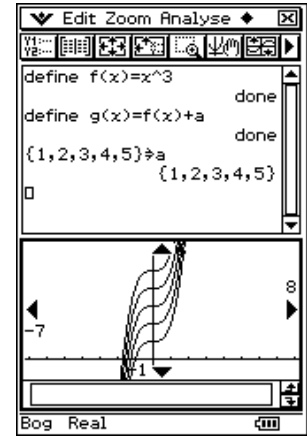 Edit Zoom Analyse
define f(x)=x^3
done
define g(x)=f(x)+a
done
{1,2,3,4,5}⇒a
{1,2,3,4,5}
8
-7
-1
Bog Real